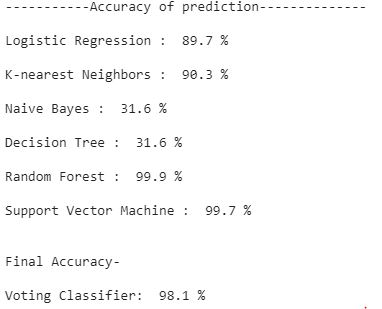 -----------Accuracy of prediction--------------
Logistic Regression :  89.7 %
K-nearest Neighbors :  90.3 %
Naive Bayes :  31.6 %
Decision Tree :  31.6 %
Random Forest :  99.9 %
Support Vector Machine :  99.7 %
Final Accuracy-
Voting Classifier:  98.1 %